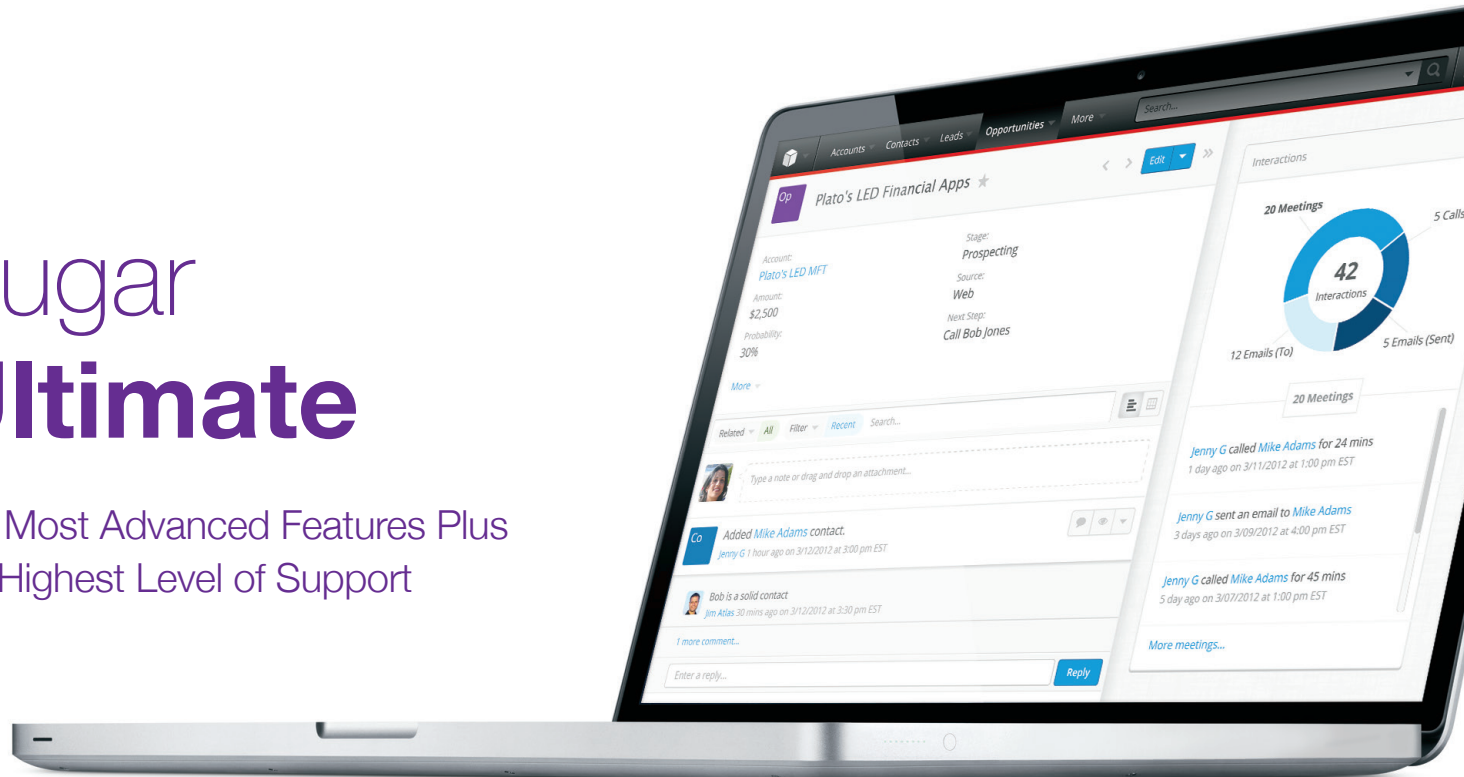 ugar
Ultimate
Most Advanced Features Plus
Highest Level of Support
Accounts
Contacts
Leads
Opportunities
More
Search...
Op
Plato's LED Financial Apps
Edit
Account:
Plato's LED MFT
Amount:
$2,500
Probability:
30%
More
Stage:
Prospecting
Source:
Web
Next Step:
Call Bob Jones
Related
All
Filter
Recent
Search...
Type a note or drag and drop an attachment...
Co
Added Mike Adams contact.
Jenny G 1 hour ago on 3/12/2012 at 3:00 pm EST
Bob is a solid contact
Jim Atlas 30 mins ago on 3/12/2012 at 3:30 pm EST
1 more comment...
Enter a reply...
Reply
Interactions
20 Meetings
5 Calls
42
Interactions
12 Emails (To)
5 Emails (Sent)
20 Meetings
Jenny G called Mike Adams for 24 mins
1 day ago on 3/11/2012 at 1:00 pm EST
Jenny G sent an email to Mike Adams
3 days ago on 3/09/2012 at 4:00 pm EST
Jenny G called Mike Adams for 45 mins
5 day ago on 3/07/2012 at 1:00 pm EST
More meetings...